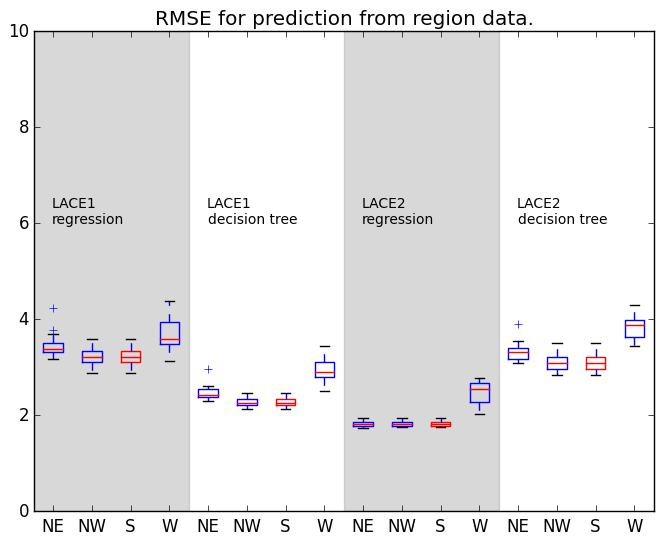 RMSE for prediction from region data.
10
8
6
4
2
0
LACE1
regression
LACE1
decision tree
LACE2
regression
LACE2
decision tree
NE NW S W NE NW S W NE NW S W NE NW S W